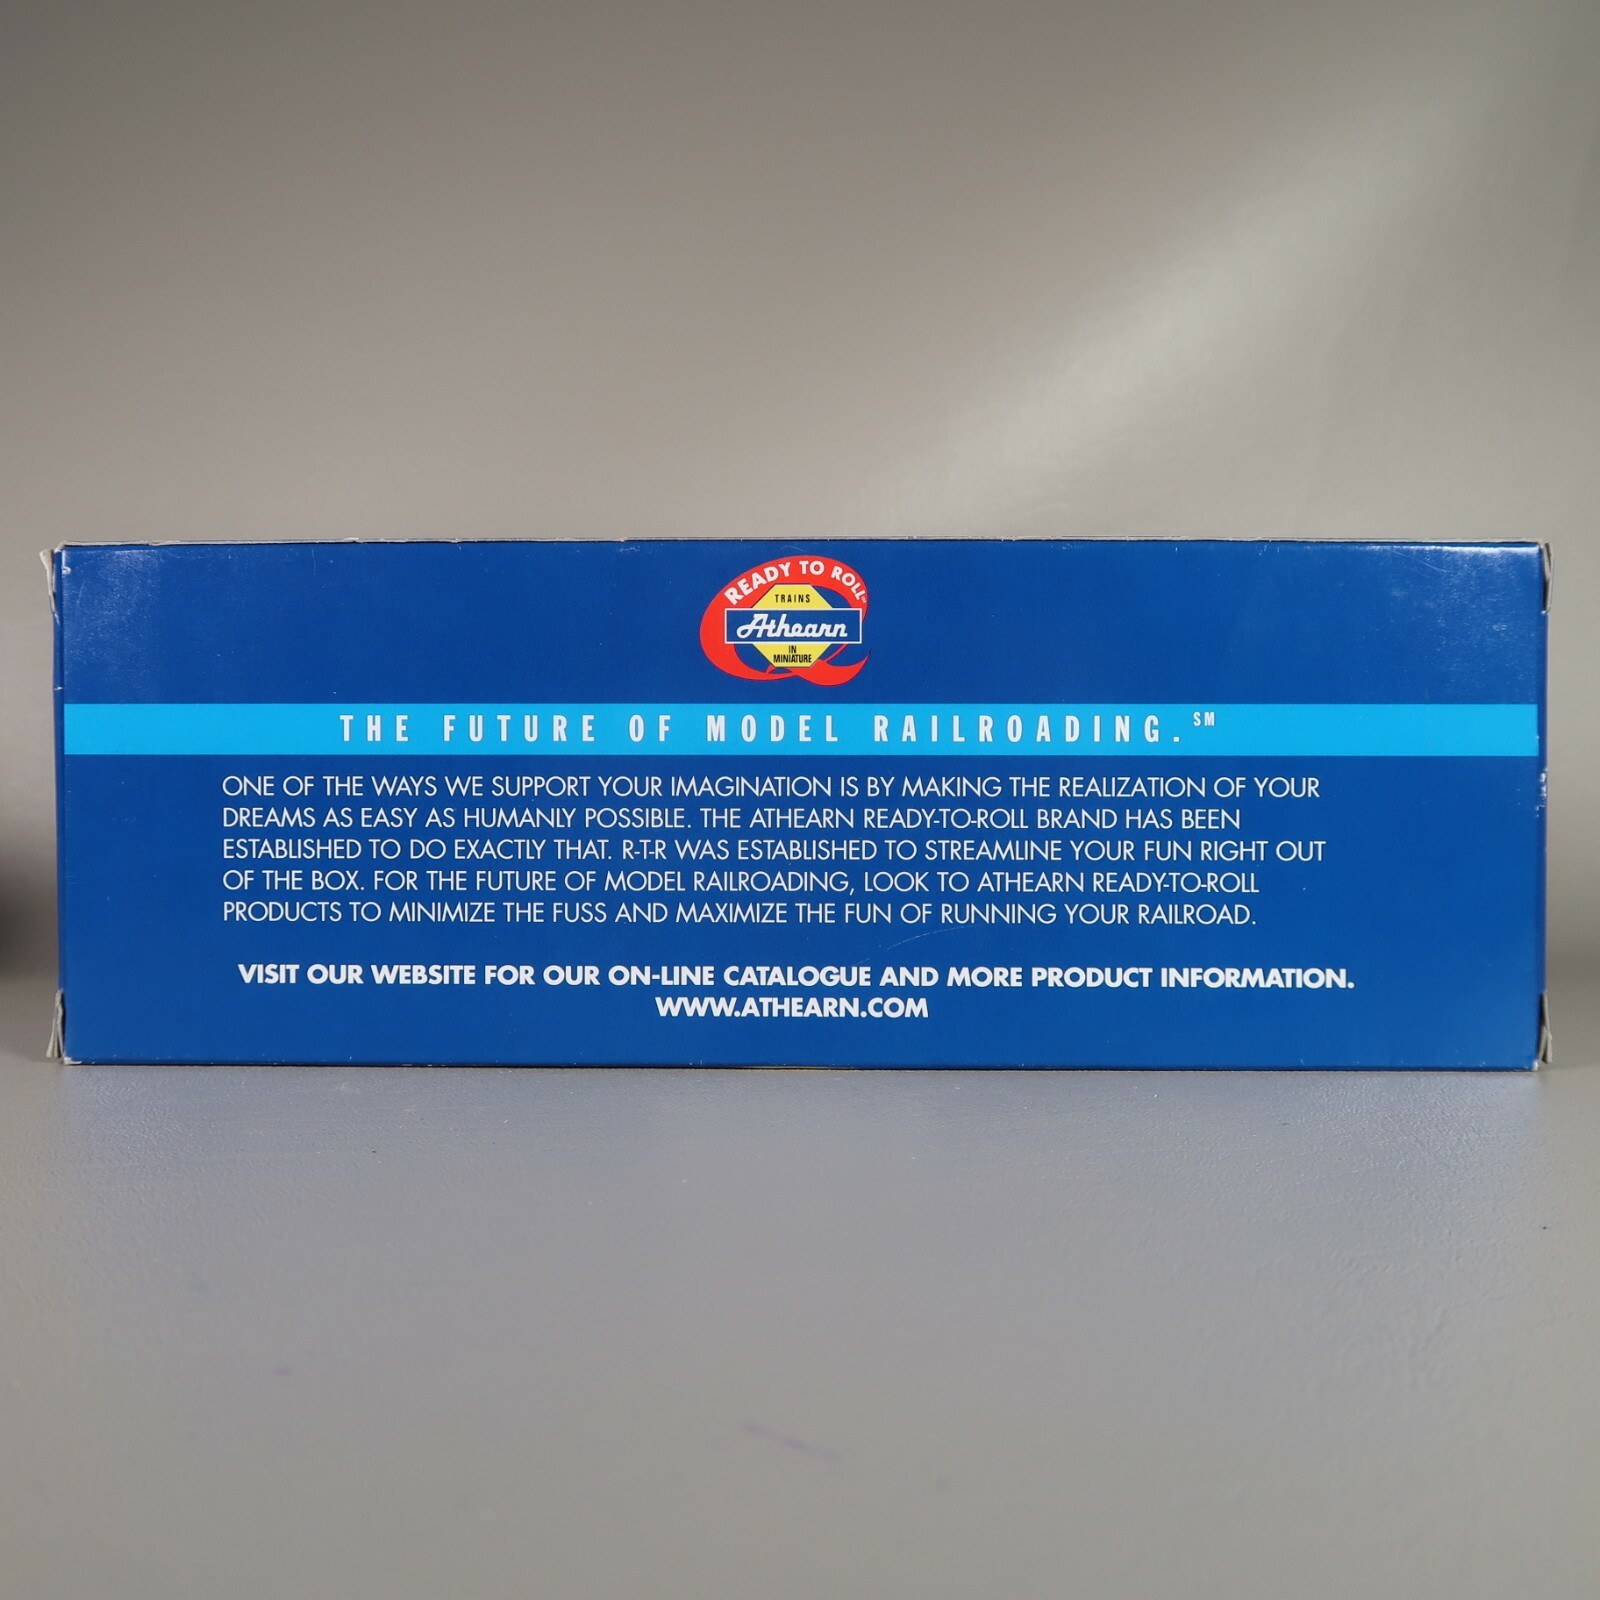 READY TO ROLL™
TRAINS
Athearn
IN
MINIATURE
THE FUTURE OF MODEL RAILROADING.℠
ONE OF THE WAYS WE SUPPORT YOUR IMAGINATION IS BY MAKING THE REALIZATION OF YOUR
DREAMS AS EASY AS HUMANLY POSSIBLE. THE ATHEARN READY-TO-ROLL BRAND HAS BEEN
ESTABLISHED TO DO EXACTLY THAT. R-T-R WAS ESTABLISHED TO STREAMLINE YOUR FUN RIGHT OUT
OF THE BOX. FOR THE FUTURE OF MODEL RAILROADING, LOOK TO ATHEARN READY-TO-ROLL
PRODUCTS TO MINIMIZE THE FUSS AND MAXIMIZE THE FUN OF RUNNING YOUR RAILROAD.
VISIT OUR WEBSITE FOR OUR ON-LINE CATALOGUE AND MORE PRODUCT INFORMATION.
WWW.ATHEARN.COM